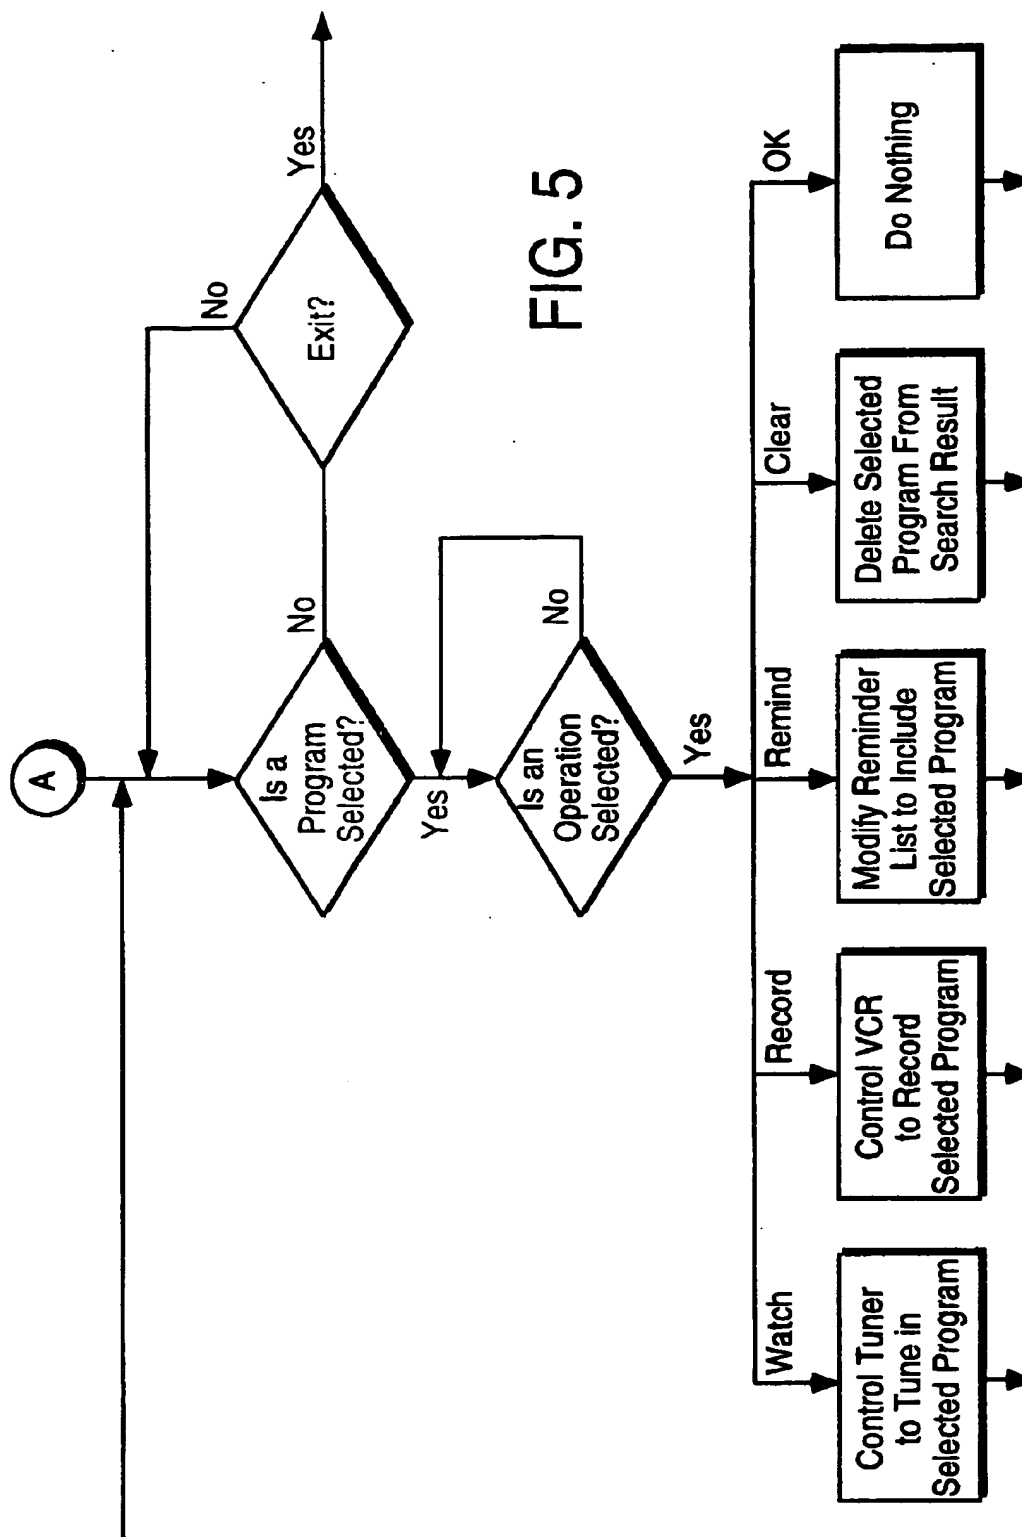 A
Is a
Program
Selected?
No
Exit?
No
Yes
Yes
Is an
Operation
Selected?
No
Yes
FIG. 5
Watch
Control Tuner
to Tune in
Selected Program
Record
Control VCR
to Record
Selected Program
Remind
Modify Reminder
List to Include
Selected Program
Clear
Delete Selected
Program From
Search Result
OK
Do Nothing